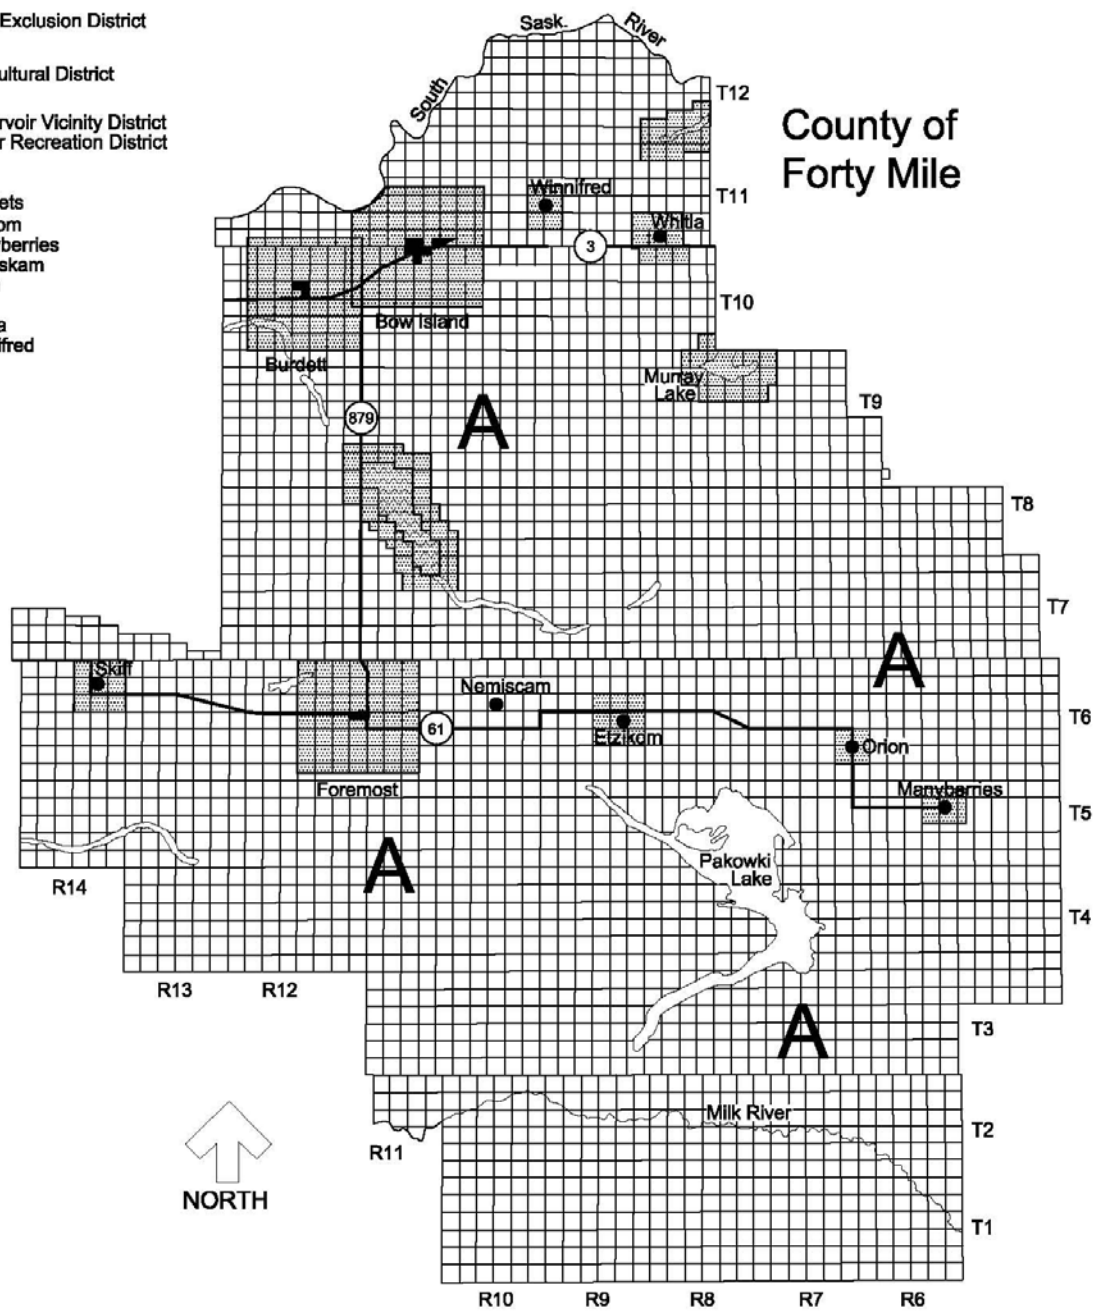 Exclusion District
ultural District
rvoir Vicinity District
r Recreation District
ets
om
yberries
skam
a
ifred
County of
Forty Mile
South
Sask.
River
T12
T11
Winnifred
Whitla
3
T10
Bow Island
Burdett
Murray
Lake
T9
879
A
T8
T7
A
Skiff
Nemiscam
T6
61
Etzikom
Orion
Foremost
Manyberries
T5
A
Pakowki
Lake
R14
T4
R13
R12
A
T3
Milk River
T2
R11
NORTH
T1
R10
R9
R8
R7
R6